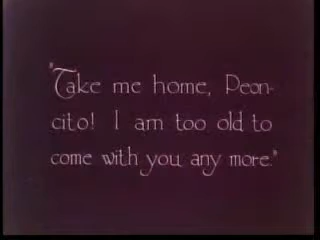 "Take me home, Peon-
cito! I am too old to
come with you any more."